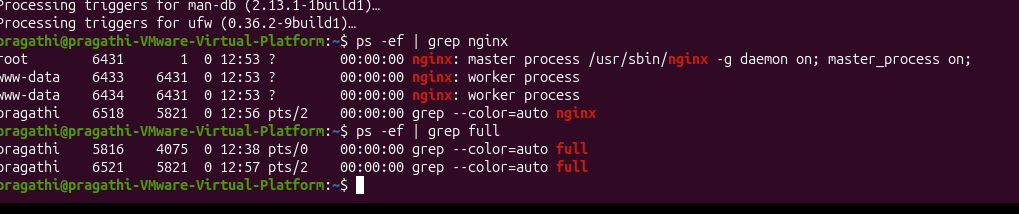 Processing triggers for man-db (2.13.1-1build1)…
Processing triggers for ufw (0.36.2-9build1)…
pragathi@pragathi-VMware-Virtual-Platform:~$ ps -ef | grep nginx
root        6431       1  0 12:53 ?        00:00:00 nginx: master process /usr/sbin/nginx -g daemon on; master_process on;
www-data    6433    6431  0 12:53 ?        00:00:00 nginx: worker process
www-data    6434    6431  0 12:53 ?        00:00:00 nginx: worker process
pragathi    6518    5821  0 12:56 pts/2    00:00:00 grep --color=auto nginx
pragathi@pragathi-VMware-Virtual-Platform:~$ ps -ef | grep full
pragathi    5816    4075  0 12:38 pts/0    00:00:00 grep --color=auto full
pragathi    6521    5821  0 12:57 pts/2    00:00:00 grep --color=auto full
pragathi@pragathi-VMware-Virtual-Platform:~$